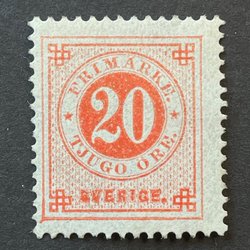 FRIMÄRKE.
20
TJUGO ÖRE.
SVERIGE.